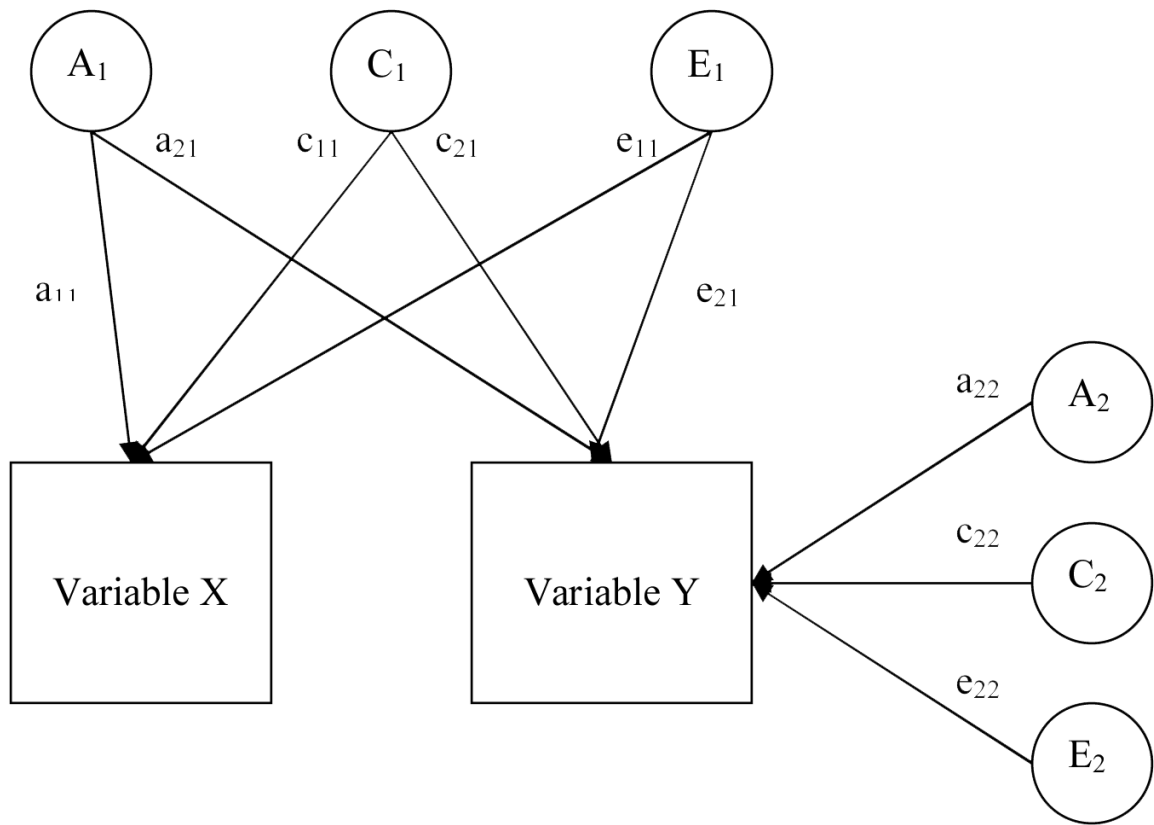 A₁ C₁ E₁
a₂₁ c₁₁ c₂₁ e₁₁
a₁₁ e₂₁
a₂₂ A₂
c₂₂
C₂
Variable X Variable Y
e₂₂
E₂